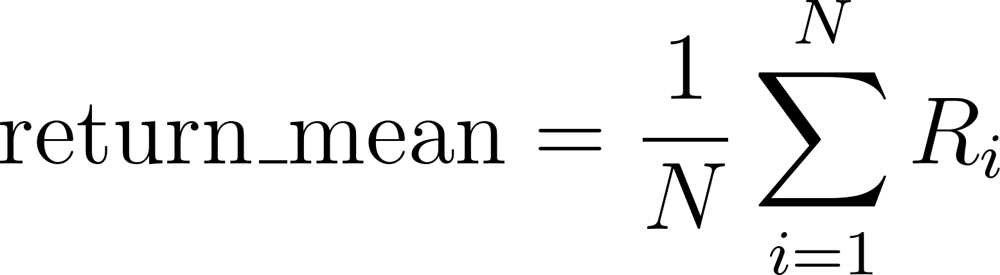 return_mean = \frac{1}{N} \sum_{i=1}^{N} R_i